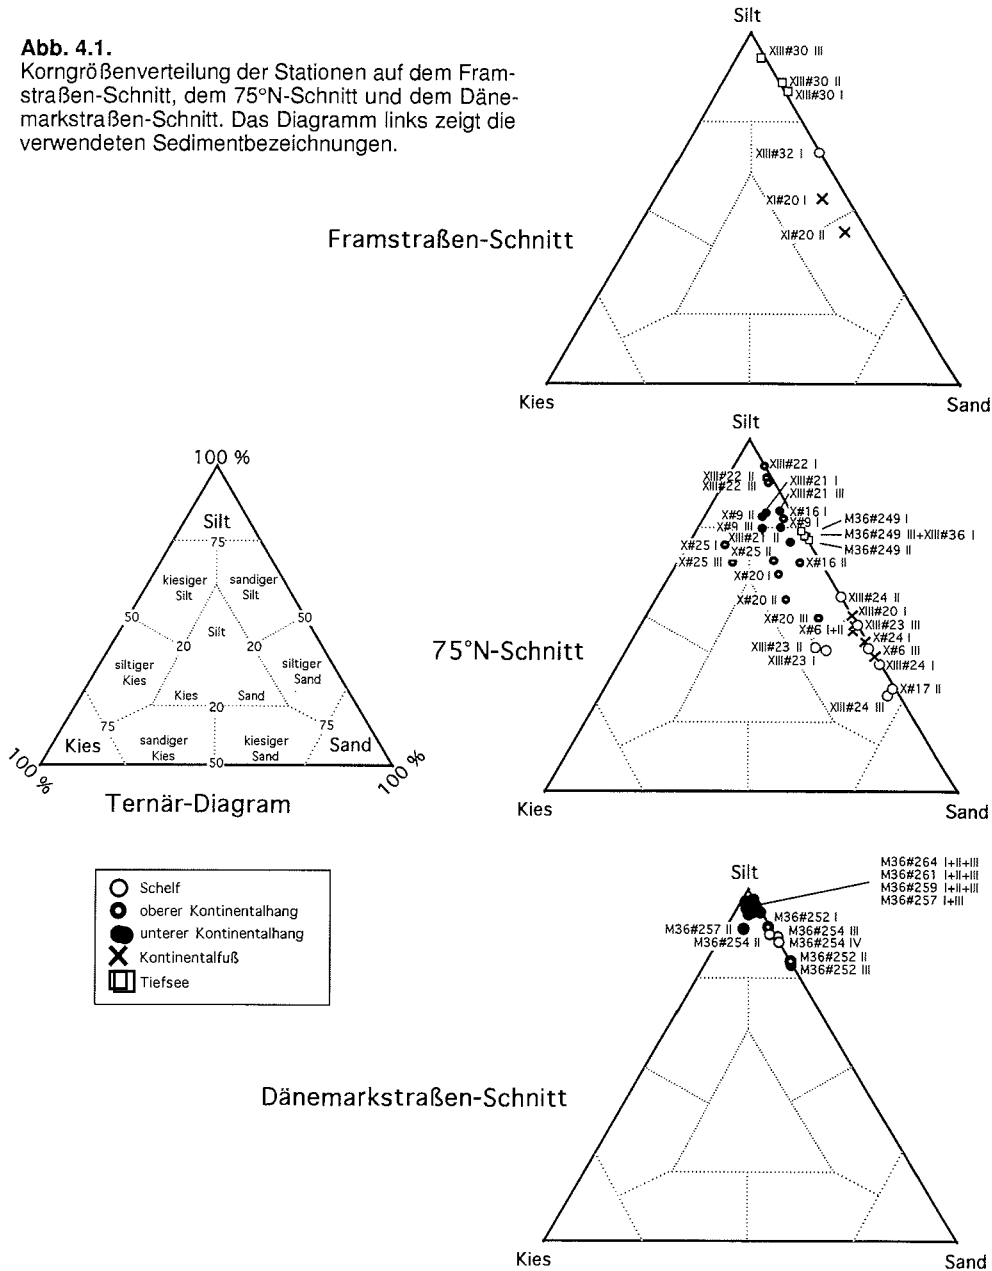 Abb. 4.1.
Korngrößenverteilung der Stationen auf dem Fram-
straßen-Schnitt, dem 75°N-Schnitt und dem Däne-
markstraßen-Schnitt. Das Diagramm links zeigt die
verwendeten Sedimentbezeichnungen.
Silt
XIII#30 III
XIII#30 II
XIII#30 I
XIII#32 I
XI#20 I
XI#20 II
Framstraßen-Schnitt
Kies
Sand
Silt
XIII#22 I
XIII#22 II
XIII#22 III
XIII#21 I
XIII#21 III
X#9 II
X#16 I
X#9 I
X#9 III
M36#249 I
M36#249 III+XIII#36 I
M36#249 II
XIII#21 II
X#25 I
X#25 II
X#25 III
X#16 II
X#20 I
X#20 II
XIII#24 II
XIII#20 I
X#20 III
XIII#23 III
X#6 I+II
X#24 I
XIII#23 II
X#6 III
XIII#23 I
XIII#24 I
X#17 II
XIII#24 III
75°N-Schnitt
Kies
Sand
100 %
Silt
75
kiesiger
Silt
sandiger
Silt
50
50
Silt
20
20
siltiger
Kies
siltiger
Sand
Kies
Sand
20
75
75
Kies
sandiger
Kies
kiesiger
Sand
Sand
50
100 %
100 %
Ternär-Diagram
Schelf
oberer Kontinentalhang
unterer Kontinentalhang
Kontinentalfuß
Tiefsee
Silt
M36#264 I+II+III
M36#261 I+II+III
M36#259 I+II+III
M36#257 I+III
M36#252 I
M36#257 II
M36#254 III
M36#254 II
M36#254 IV
M36#252 II
M36#252 III
Dänemarkstraßen-Schnitt
Kies
Sand